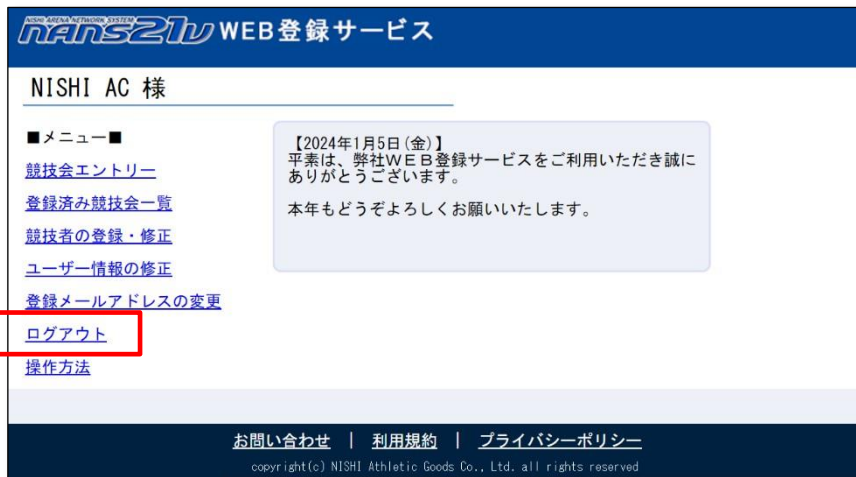 NISHI ARENA NETWORK SYSTEM
nans21v WEB登録サービス
NISHI AC 様
■メニュー■
競技会エントリー
登録済み競技会一覧
競技者の登録・修正
ユーザー情報の修正
登録メールアドレスの変更
ログアウト
操作方法
【2024年1月5日(金)】
平素は、弊社WEB登録サービスをご利用いただき誠に
ありがとうございます。
本年もどうぞよろしくお願いいたします。
お問い合わせ | 利用規約 | プライバシーポリシー
copyright(c) NISHI Athletic Goods Co., Ltd. all rights reserved